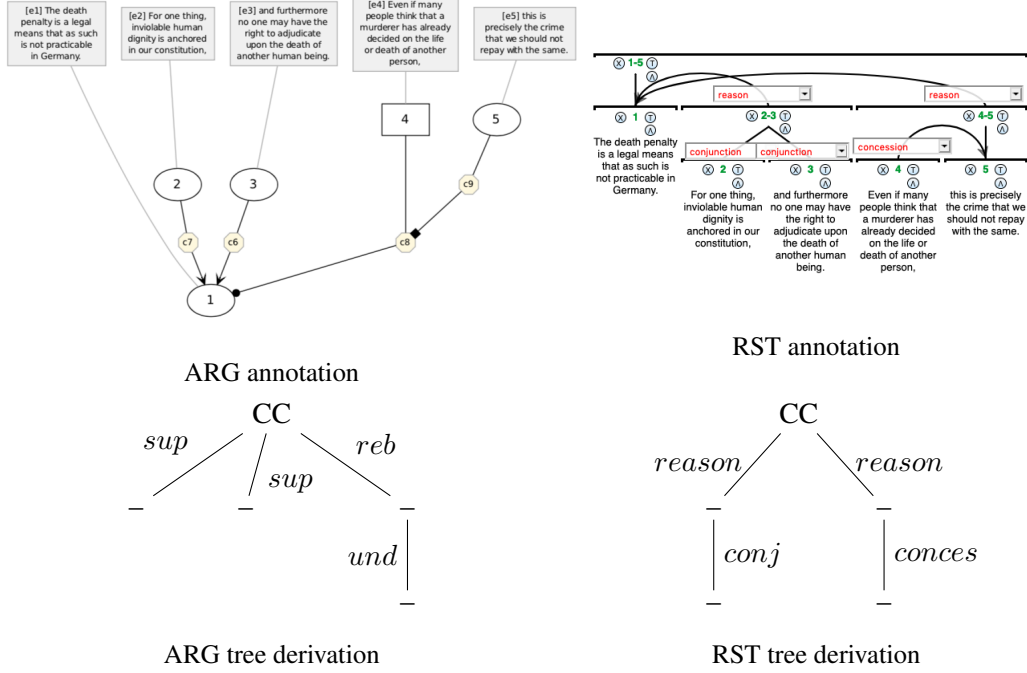 [e1] The death
penalty is a legal
means that as such
is not practicable
in Germany.
[e2] For one thing,
inviolable human
dignity is anchored
in our constitution,
[e3] and furthermore
no one may have the
right to adjudicate
upon the death of
another human being.
[e4] Even if many
people think that a
murderer has already
decided on the life
or death of another
person,
[e5] this is
precisely the crime
that we should not
repay with the same.
4
5
2
3
c9
c7
c6
c8
1
ARG annotation
X 1-5 T
Λ
reason
reason
X 1 T
Λ
X 2-3 T
Λ
X 4-5 T
Λ
The death penalty
is a legal means
that as such is
not practicable in
Germany.
conjunction
conjunction
concession
X 2 T
Λ
X 3 T
Λ
X 4 T
Λ
X 5 T
Λ
For one thing,
inviolable human
dignity is
anchored in our
constitution,
and furthermore
no one may have
the right to
adjudicate upon
the death of
another human
being.
Even if many
people think that
a murderer has
already decided
on the life or
death of another
person,
this is precisely
the crime that we
should not repay
with the same.
RST annotation
CC
sup
sup
reb
–
–
–
und
–
ARG tree derivation
CC
reason
reason
–
–
conj
conces
–
–
RST tree derivation